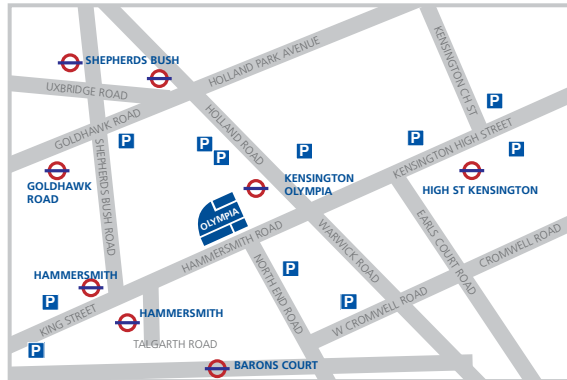 SHEPHERDS BUSH
HOLLAND PARK AVENUE
KENSINGTON CH ST
UXBRIDGE ROAD
GOLDHAWK ROAD
HOLLAND ROAD
P
P
P
P
P
P
P
KENSINGTON HIGH STREET
SHEPHERDS BUSH ROAD
GOLDHAWK
ROAD
KENSINGTON
OLYMPIA
HIGH ST KENSINGTON
OLYMPIA
HAMMERSMITH ROAD
WARWICK ROAD
EARLS COURT ROAD
CROMWELL ROAD
NORTH END ROAD
HAMMERSMITH
P
P
P
KING STREET
HAMMERSMITH
W CROMWELL ROAD
TALGARTH ROAD
P
BARONS COURT